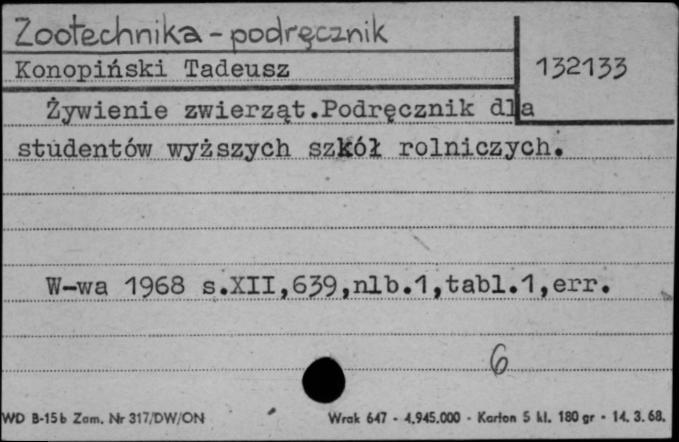 Zootechnika - podręcznik
Konopiński Tadeusz
132133
Żywienie zwierząt.Podręcznik dla
studentów wyższych szkół rolniczych.
W-wa 1968 s.XII,639,nlb.1,tabl.1,err.
6
WD B-15b Zam. Nr 317/DW/ON
Wrak 647 - 4.945.000 - Karton 5 kl. 180 gr - 14. 3. 68.